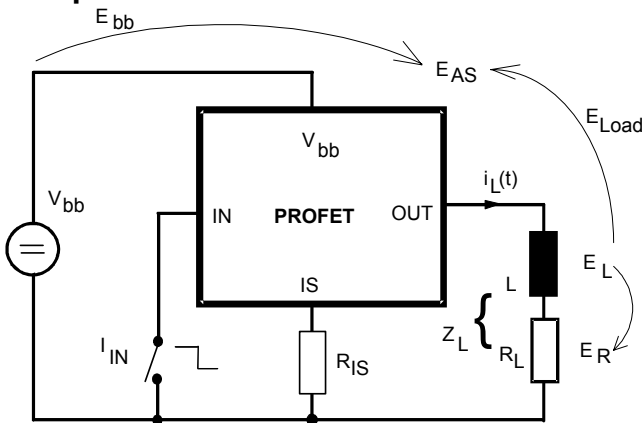 E bb
E AS
E Load
V bb
V bb
i L (t)
IN
PROFET
OUT
IS
L
E L
Z L {
R L
E R
I IN
R IS